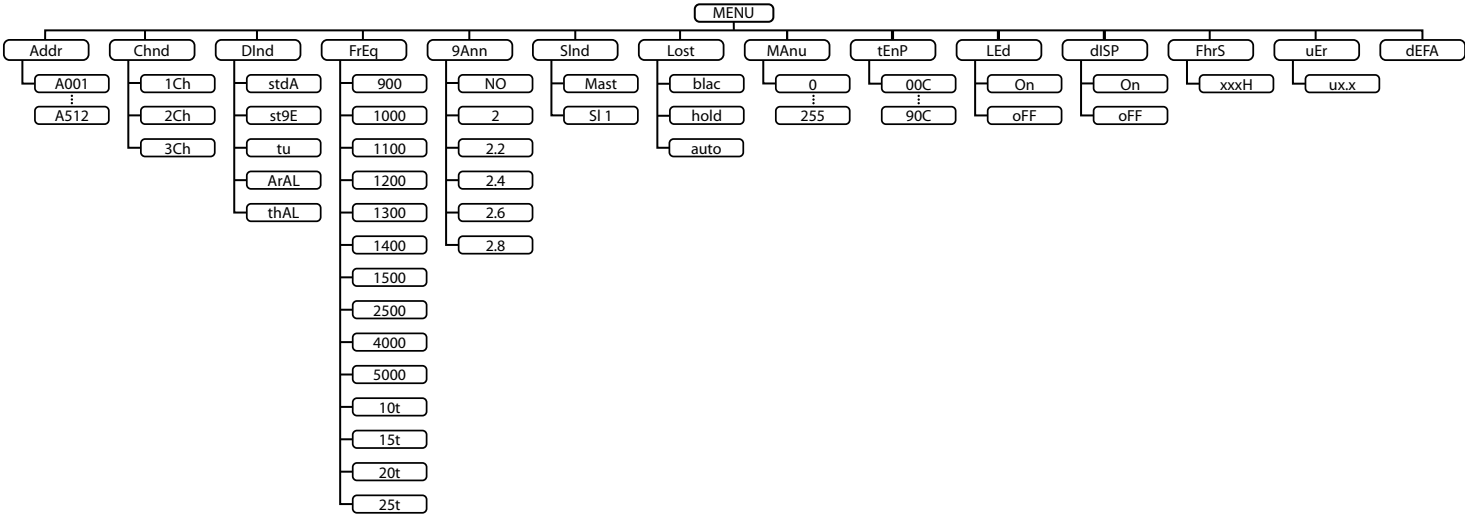 MENU
Addr Chnd DInd FrEq 9Ann SInd Lost MAnu tEnP LEd dISP FhrS uEr dEFA
A001 1Ch stdA 900 NO Mast blac 0 00C On On xxxH ux.x
A512 2Ch st9E 1000 2 Sl 1 hold 255 90C oFF oFF
3Ch tu 1100 2.2 auto
ArAL 1200 2.4
thAL 1300 2.6
1400 2.8
1500
2500
4000
5000
10t
15t
20t
25t